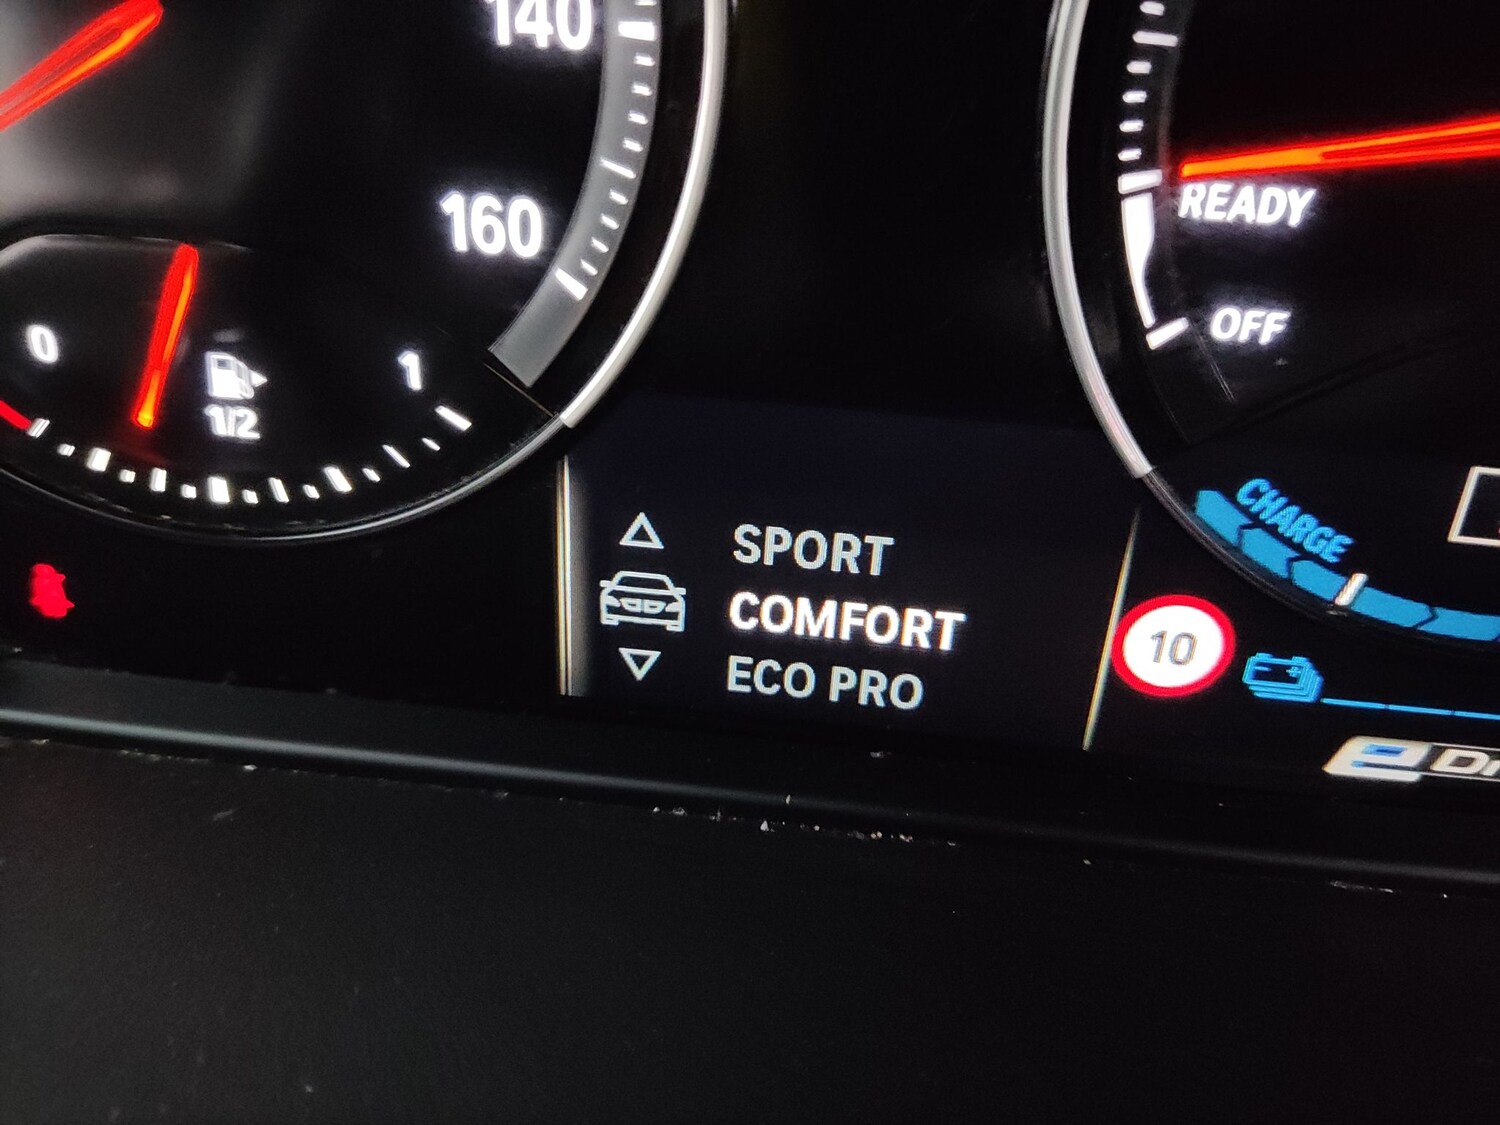 140
160
0
1
1/2
READY
OFF
CHARGE
SPORT
COMFORT
ECO PRO
10